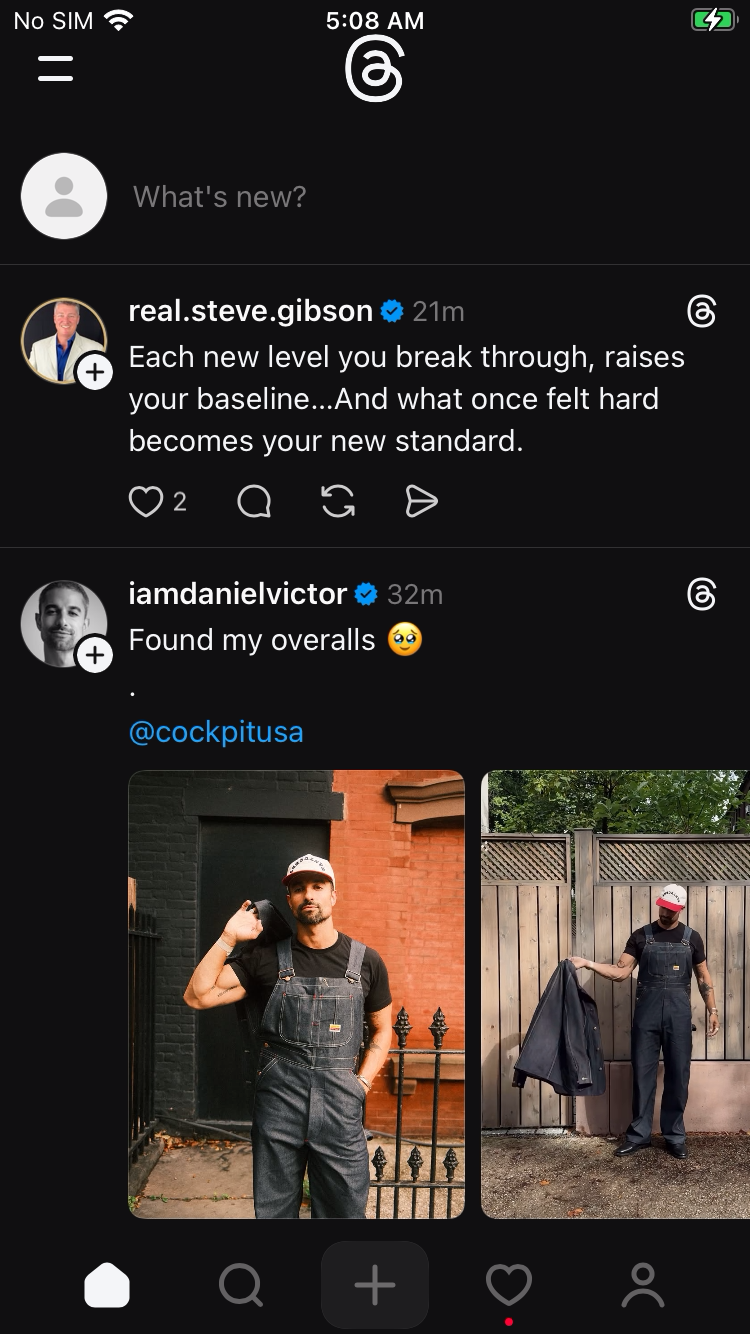 No SIM 5:08 AM
What's new?
real.steve.gibson 21m
Each new level you break through, raises
your baseline...And what once felt hard
becomes your new standard.
2
iamdanielvictor 32m
Found my overalls 🥹
.
@cockpitusa